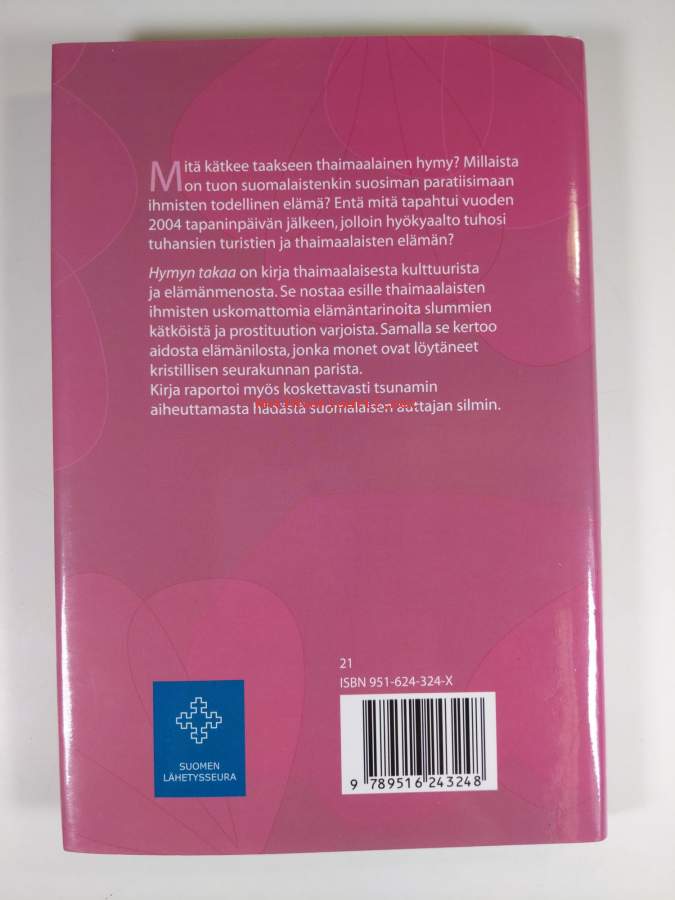 Mitä kätkee taakseen thaimaalainen hymy? Millaista
on tuon suomalaistenkin suosiman paratiisimaan
ihmisten todellinen elämä? Entä mitä tapahtui vuoden
2004 tapaninpäivän jälkeen, jolloin hyökyaalto tuhosi
tuhansien turistien ja thaimaalaisten elämän?
Hymyn takaa on kirja thaimaalaisesta kulttuurista
ja elämänmenosta. Se nostaa esille thaimaalaisten
ihmisten uskomattomia elämäntarinoita slummien
kätköistä ja prostituution varjoista. Samalla se kertoo
aidosta elämänilosta, jonka monet ovat löytäneet
kristillisen seurakunnan parista.
Kirja raportoi myös koskettavasti tsunamin
aiheuttamasta hädästä suomalaisen auttajan silmin.
21
ISBN 951-624-324-X
9 789516 243248
SUOMEN
LÄHETYSSEURA